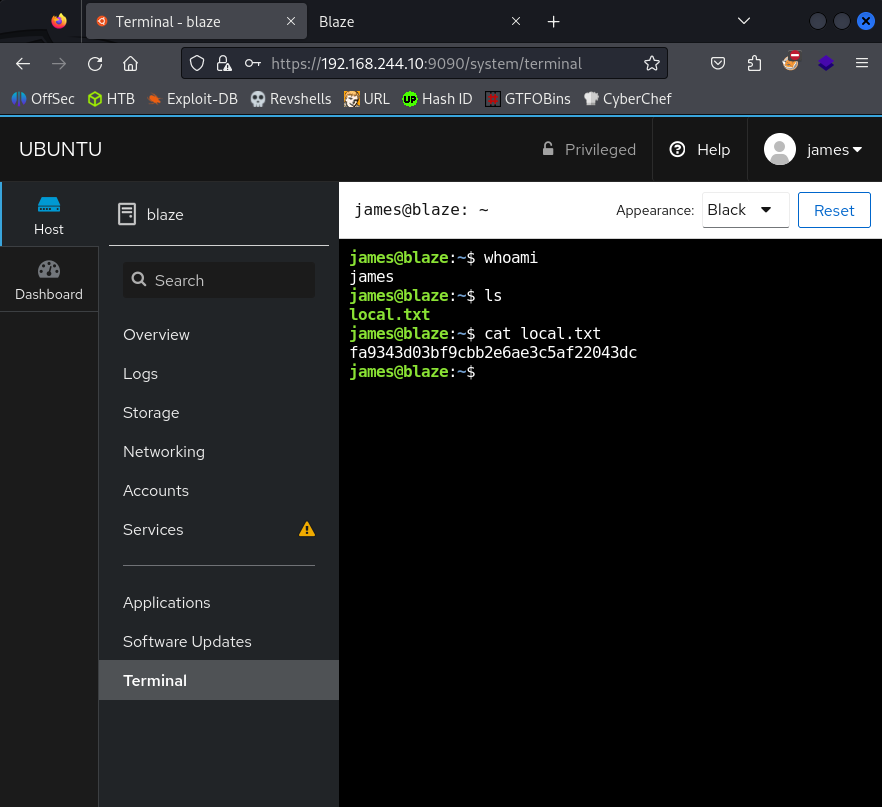 Terminal - blaze
Blaze
https://192.168.244.10:9090/system/terminal
OffSec HTB Exploit-DB Revshells URL Hash ID GTFOBins CyberChef
UBUNTU
Privileged
Help
james
Host
Dashboard
blaze
Search
Overview
Logs
Storage
Networking
Accounts
Services
Applications
Software Updates
Terminal
james@blaze: ~
Appearance:
Black
Reset
james@blaze:~$ whoami
james
james@blaze:~$ ls
local.txt
james@blaze:~$ cat local.txt
fa9343d03bf9cbb2e6ae3c5af22043dc
james@blaze:~$